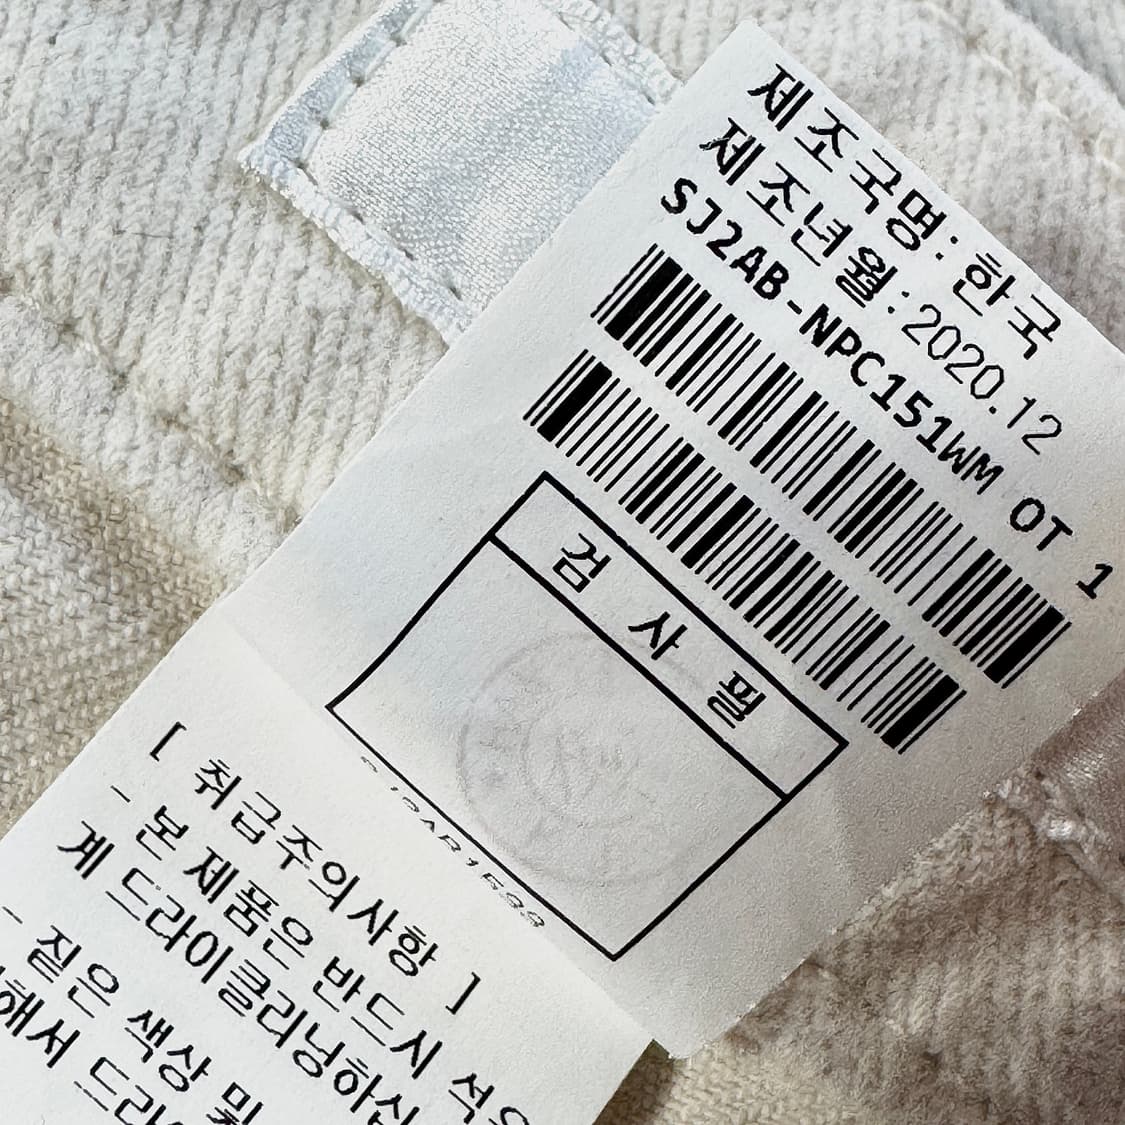 제조국명: 한국
제조년월: 2020.12
SJ2AB-NPC151WM OT 1
검 사 필
[ 취급주의사항 ]
- 본 제품은 반드시
계 드라이클리닝하십
- 짙은 색상 및
해서